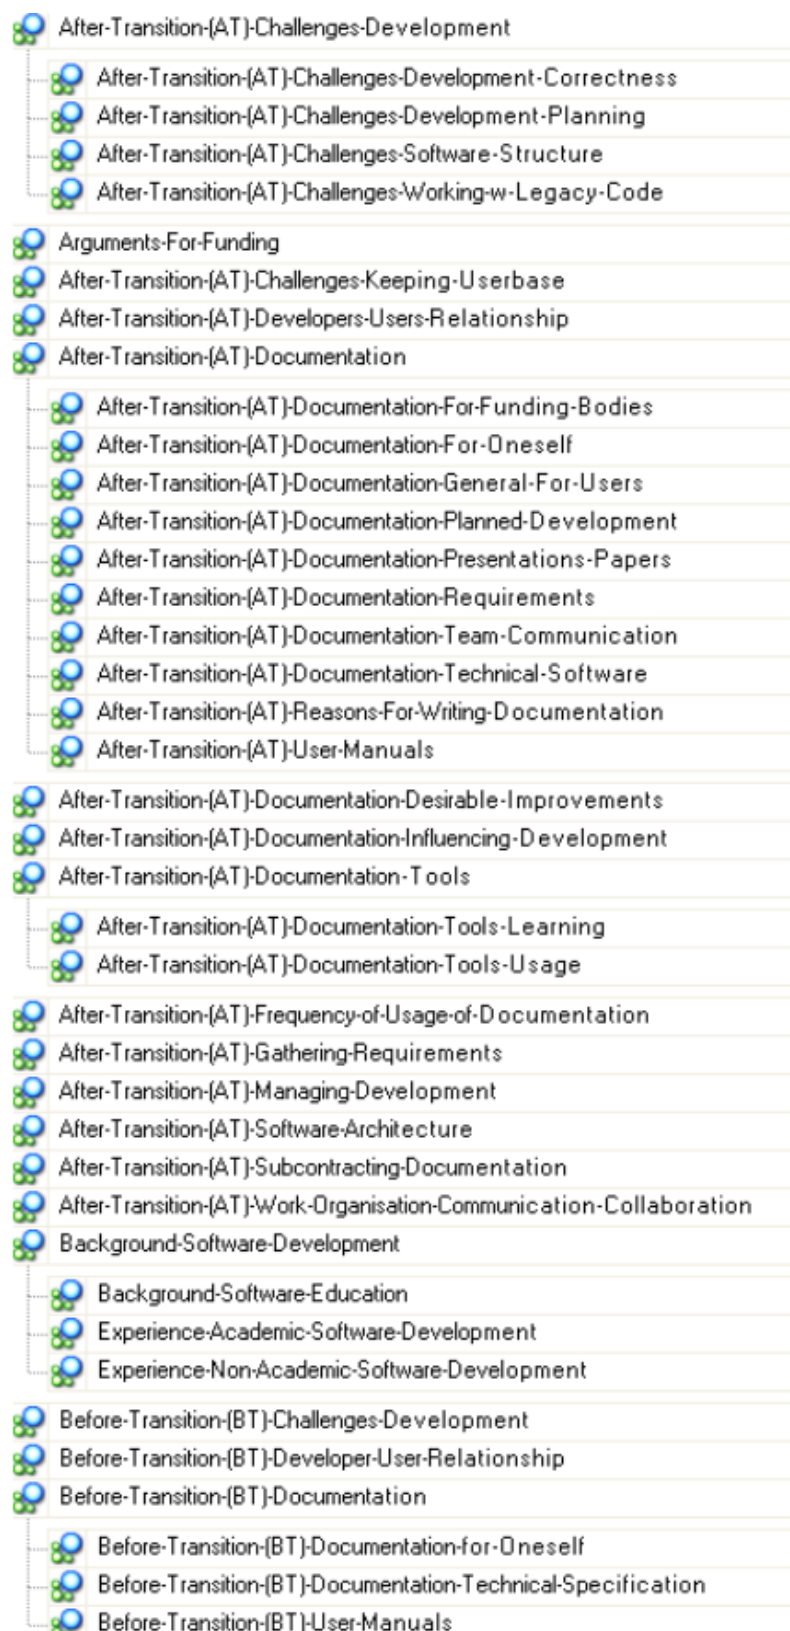 After-Transition-(AT)-Challenges-Development
After-Transition-(AT)-Challenges-Development-Correctness
After-Transition-(AT)-Challenges-Development-Planning
After-Transition-(AT)-Challenges-Software-Structure
After-Transition-(AT)-Challenges-Working-w-Legacy-Code
Arguments-For-Funding
After-Transition-(AT)-Challenges-Keeping-Userbase
After-Transition-(AT)-Developers-Users-Relationship
After-Transition-(AT)-Documentation
After-Transition-(AT)-Documentation-For-Funding-Bodies
After-Transition-(AT)-Documentation-For-Oneself
After-Transition-(AT)-Documentation-General-For-Users
After-Transition-(AT)-Documentation-Planned-Development
After-Transition-(AT)-Documentation-Presentations-Papers
After-Transition-(AT)-Documentation-Requirements
After-Transition-(AT)-Documentation-Team-Communication
After-Transition-(AT)-Documentation-Technical-Software
After-Transition-(AT)-Reasons-For-Writing-Documentation
After-Transition-(AT)-User-Manuals
After-Transition-(AT)-Documentation-Desirable-Improvements
After-Transition-(AT)-Documentation-Influencing-Development
After-Transition-(AT)-Documentation-Tools
After-Transition-(AT)-Documentation-Tools-Learning
After-Transition-(AT)-Documentation-Tools-Usage
After-Transition-(AT)-Frequency-of-Usage-of-Documentation
After-Transition-(AT)-Gathering-Requirements
After-Transition-(AT)-Managing-Development
After-Transition-(AT)-Software-Architecture
After-Transition-(AT)-Subcontracting-Documentation
After-Transition-(AT)-Work-Organisation-Communication-Collaboration
Background-Software-Development
Background-Software-Education
Experience-Academic-Software-Development
Experience-Non-Academic-Software-Development
Before-Transition-(BT)-Challenges-Development
Before-Transition-(BT)-Developer-User-Relationship
Before-Transition-(BT)-Documentation
Before-Transition-(BT)-Documentation-for-Oneself
Before-Transition-(BT)-Documentation-Technical-Specification
Before-Transition-(BT)-User-Manuals